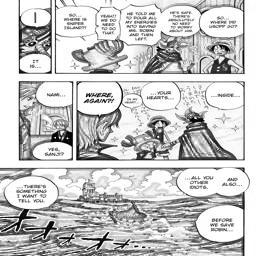 SO...
WHERE DID
USOPP GO?
HE'S SAFE.
THERE'S
ABSOLUTELY
NO NEED
TO WORRY
ABOUT HIM.
HE TOLD ME
TO POUR ALL
MY ENERGIES
INTO SAVING
MS. ROBIN
AND THEN
LEFT.
YEAH!
WE DO
NEED TO
DO
THAT.
SO...
WHERE IS
SNIPER
ISLAND?
IT
IS...
...INSIDE...
...YOUR
HEARTS...
WHERE,
AGAIN?!
NAMI...
YES,
SANJI?
AND
ALSO...
...ALL YOU
OTHER
IDIOTS.
BEFORE
WE SAVE
ROBIN...
THERE'S
SOMETHING
I WANT TO
TELL YOU.